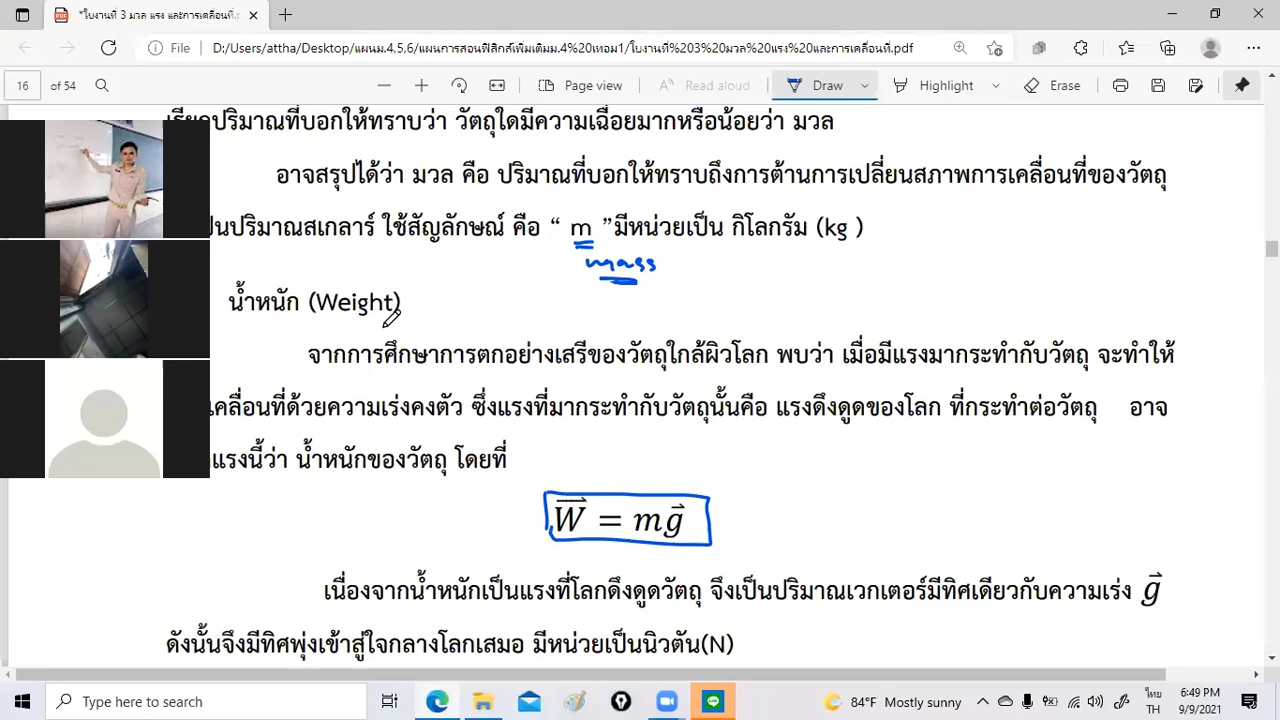 File D:/Users/attha/Desktop/แผนม.4,5,6/แผนการสอนฟิสิกส์เพิ่มเติมม.4%20เทอม1/ใบงานที่%203%20มวล%20แรง%20และการเคลื่อนที่.pdf
16 of 54 Page view Read aloud Draw Highlight Erase
เรียกปริมาณที่บอกให้ทราบว่า วัตถุใดมีความเฉื่อยมากหรือน้อยว่า มวล
อาจสรุปได้ว่า มวล คือ ปริมาณที่บอกให้ทราบถึงการต้านการเปลี่ยนสภาพการเคลื่อนที่ของวัตถุ
ป็นปริมาณสเกลาร์ ใช้สัญลักษณ์ คือ “ m ”มีหน่วยเป็น กิโลกรัม (kg )
mass
น้ำหนัก (Weight)
จากการศึกษาการตกอย่างเสรีของวัตถุใกล้ผิวโลก พบว่า เมื่อมีแรงมากระทำกับวัตถุ จะทำให้
เคลื่อนที่ด้วยความเร่งคงตัว ซึ่งแรงที่มากระทำกับวัตถุนั้นคือ แรงดึงดูดของโลก ที่กระทำต่อวัตถุ อาจ
แรงนี้ว่า น้ำหนักของวัตถุ โดยที่
W⃗ = mg⃗
เนื่องจากน้ำหนักเป็นแรงที่โลกดึงดูดวัตถุ จึงเป็นปริมาณเวกเตอร์มีทิศเดียวกับความเร่ง g⃗
ดังนั้นจึงมีทิศพุ่งเข้าสู่ใจกลางโลกเสมอ มีหน่วยเป็นนิวตัน(N)
Type here to search 84°F Mostly sunny ไทย 6:49 PM
TH 9/9/2021